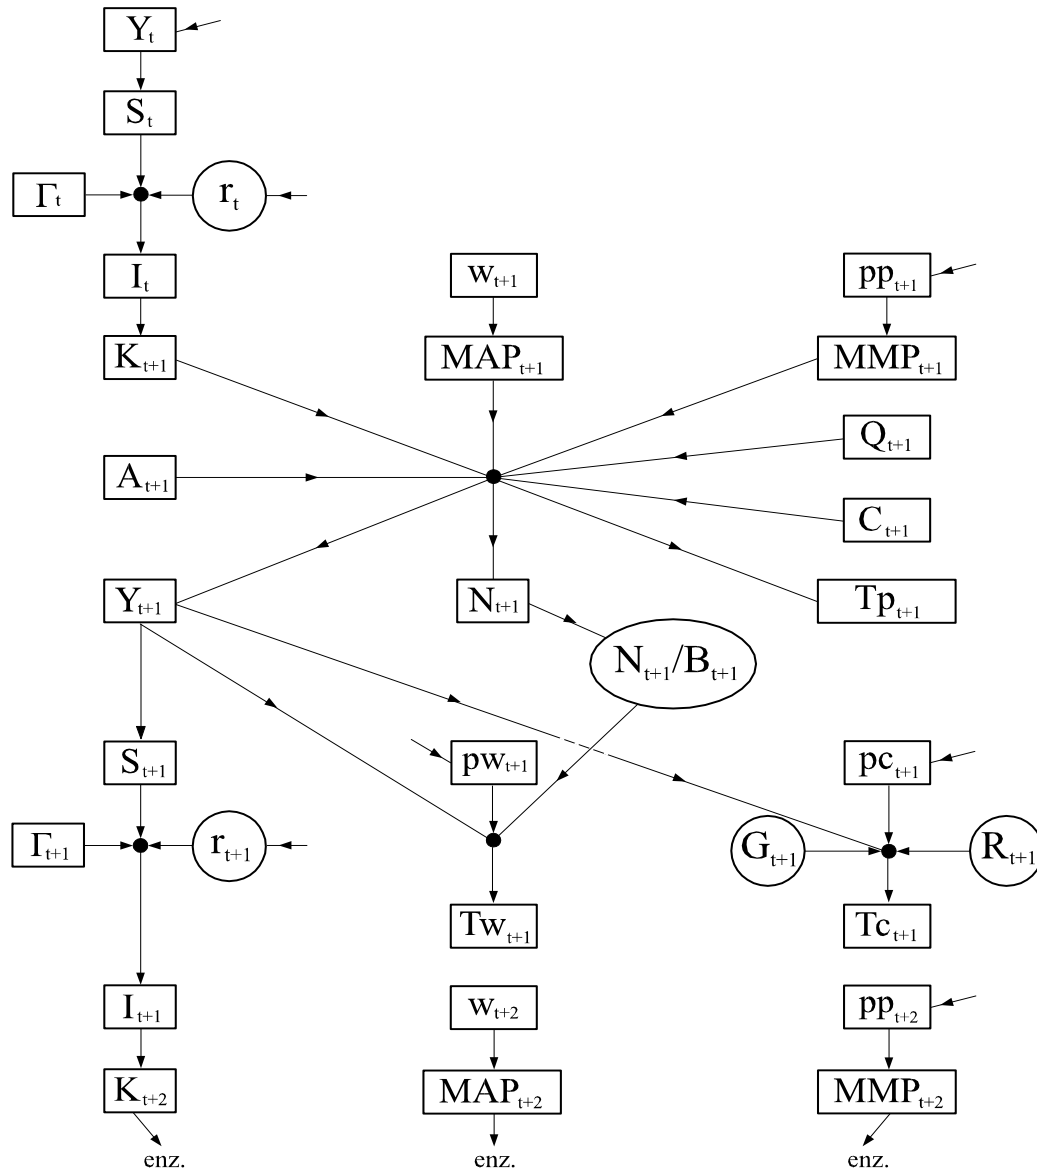 Y_t
S_t
Γ_t r_t
I_t w_{t+1} pp_{t+1}
K_{t+1} MAP_{t+1} MMP_{t+1}
Q_{t+1}
A_{t+1}
C_{t+1}
Y_{t+1} N_{t+1} Tp_{t+1}
N_{t+1}/B_{t+1}
S_{t+1} pw_{t+1} pc_{t+1}
Γ_{t+1} r_{t+1} G_{t+1} R_{t+1}
Tw_{t+1} Tc_{t+1}
I_{t+1} w_{t+2} pp_{t+2}
K_{t+2} MAP_{t+2} MMP_{t+2}
enz. enz. enz.